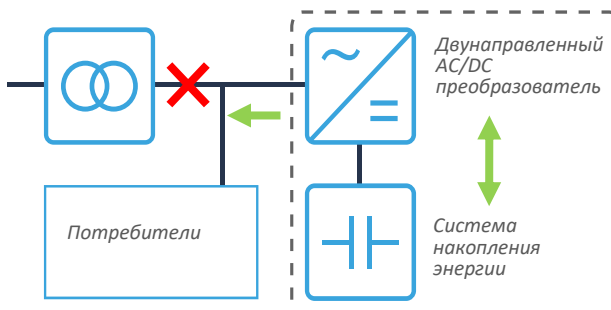 Двунаправленный
AC/DC
преобразователь
Потребители
Система
накопления
энергии